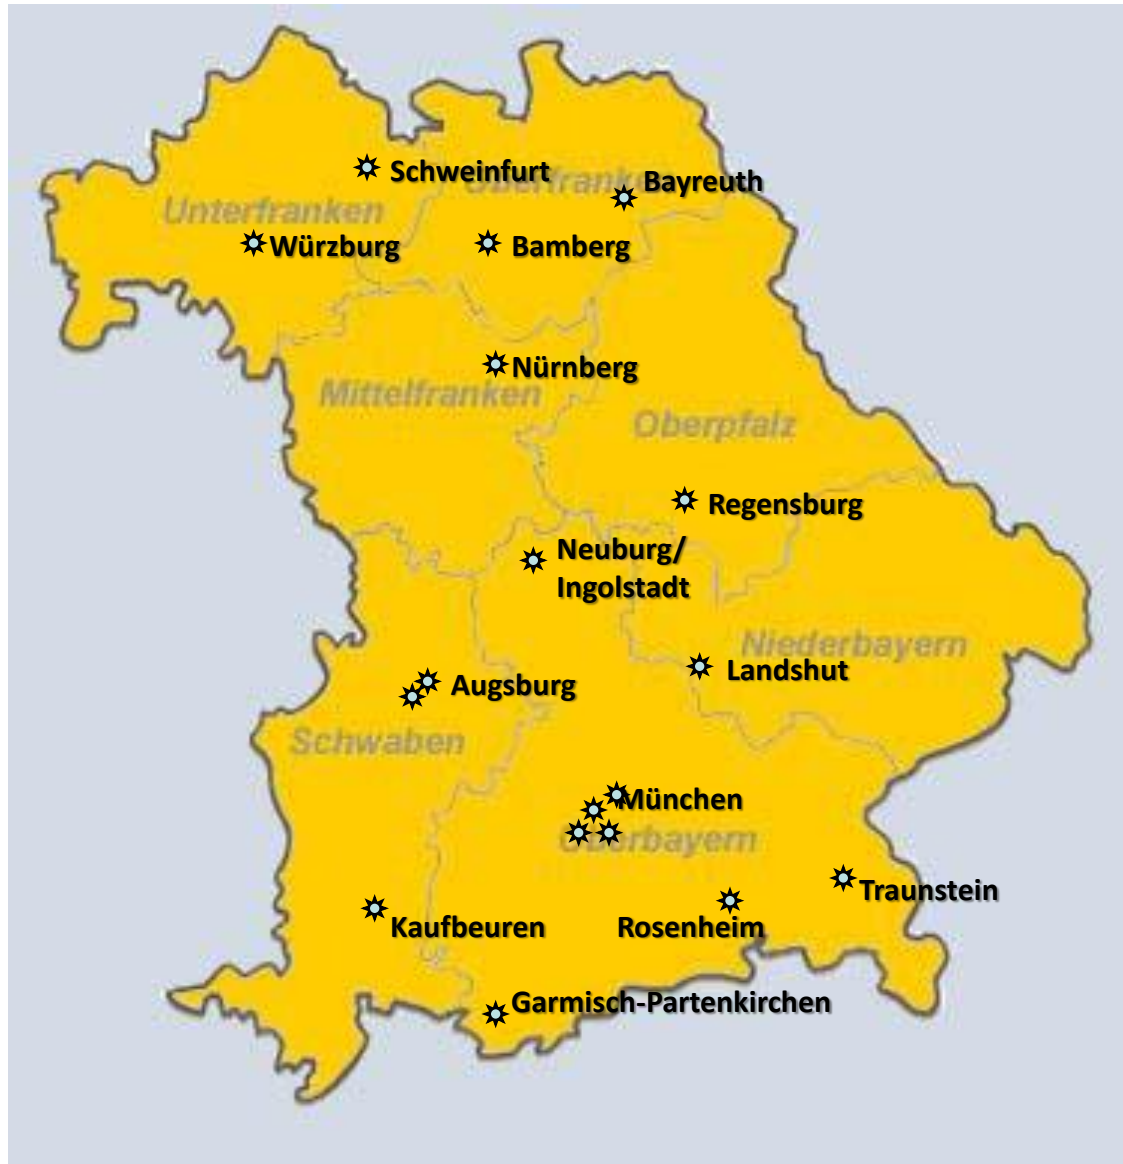 Schweinfurt
Oberfranken
Bayreuth
Unterfranken
Würzburg
Bamberg
Nürnberg
Mittelfranken
Oberpfalz
Regensburg
Neuburg/
Ingolstadt
Niederbayern
Landshut
Augsburg
Schwaben
München
Oberbayern
Traunstein
Kaufbeuren
Rosenheim
Garmisch-Partenkirchen